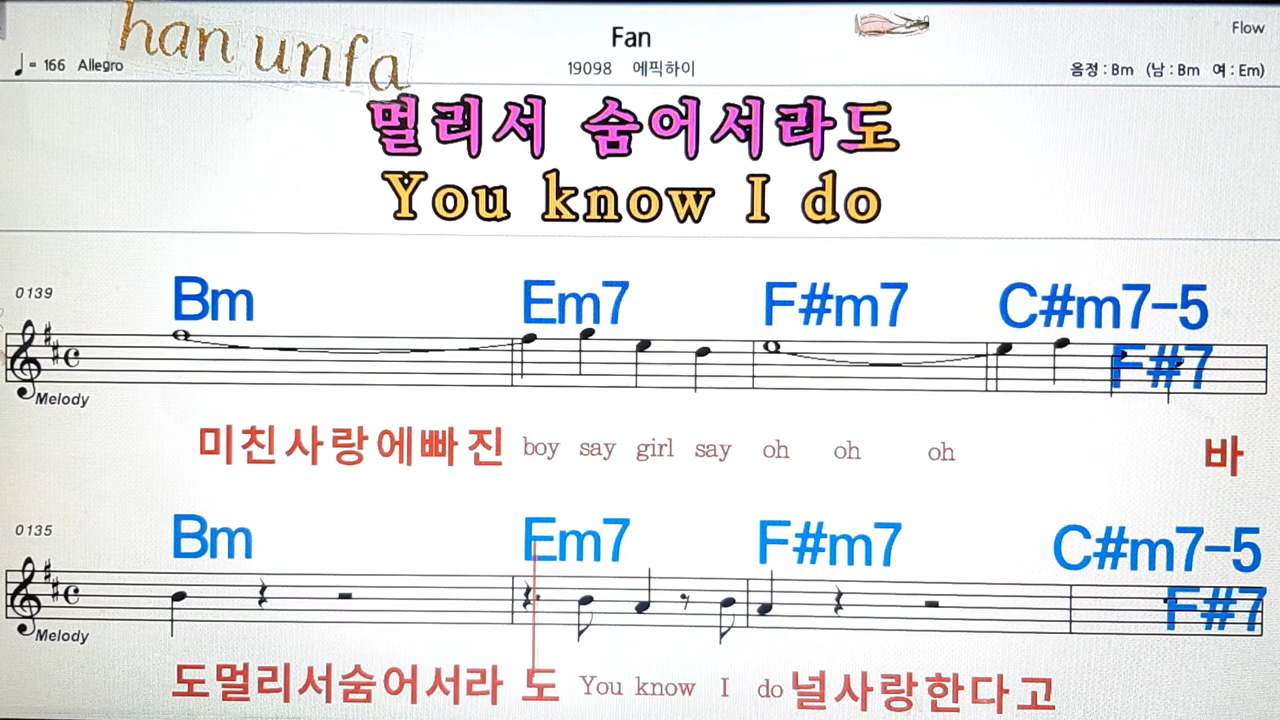 han unfa
Fan
Flow
♩= 166 Allegro
19098 에픽하이
음정 : Bm (남 : Bm 여 : Em)
멀리서 숨어서라도
You know I do
0139
Bm Em7 F#m7 C#m7-5 F#7
Melody
미친사랑에빠진 boy say girl say oh oh oh 바
0135
Bm Em7 F#m7 C#m7-5 F#7
Melody
도멀리서숨어서라 도 You know I do 널사랑한다고